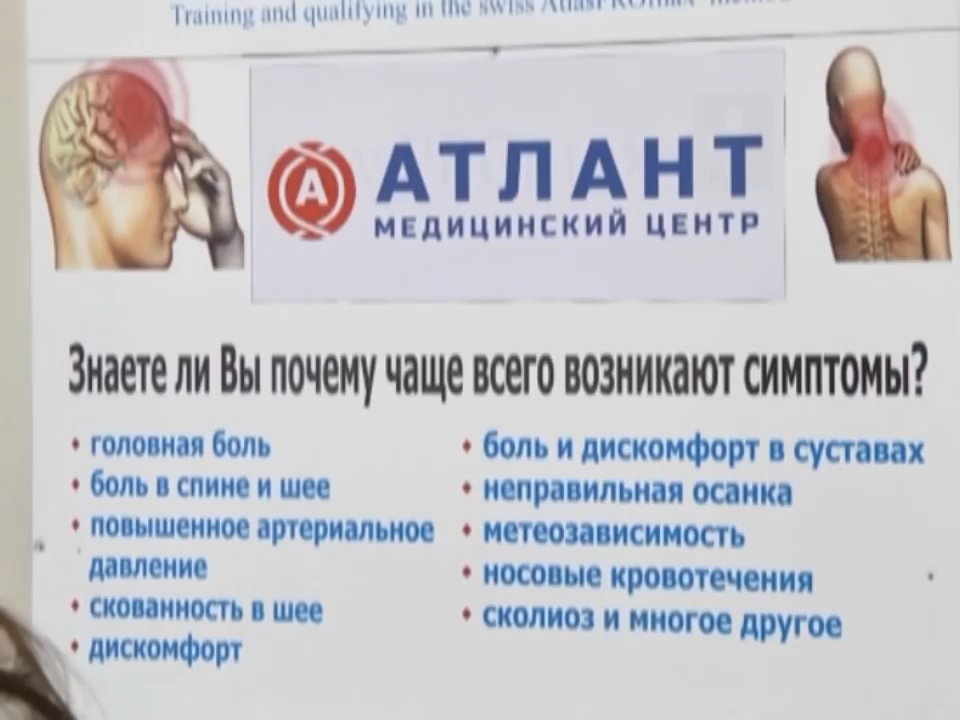 Training and qualifying in the swiss AtlasPROfilax
А
АТЛАНТ
МЕДИЦИНСКИЙ ЦЕНТР
Знаете ли Вы почему чаще всего возникают симптомы?
• головная боль
• боль в спине и шее
• повышенное артериальное
давление
• скованность в шее
• дискомфорт
• боль и дискомфорт в суставах
• неправильная осанка
• метеозависимость
• носовые кровотечения
• сколиоз и многое другое